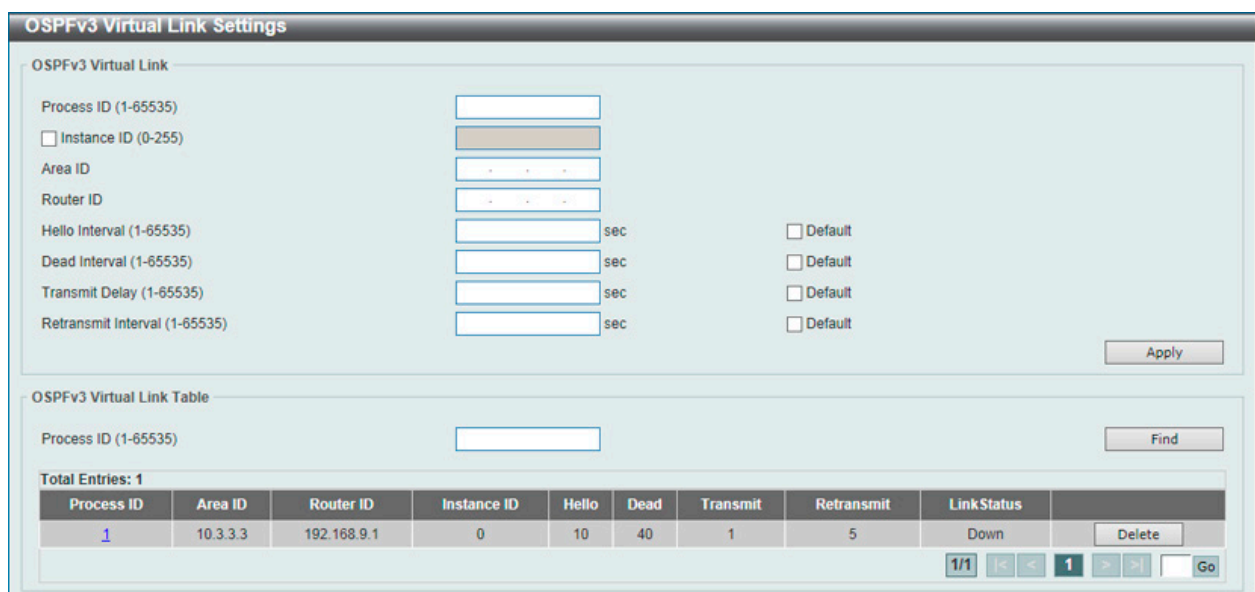 OSPFv3 Virtual Link Settings
OSPFv3 Virtual Link
Process ID (1-65535)
Instance ID (0-255)
Area ID
. . .
Router ID
. . .
Hello Interval (1-65535) sec Default
Dead Interval (1-65535) sec Default
Transmit Delay (1-65535) sec Default
Retransmit Interval (1-65535) sec Default
Apply
OSPFv3 Virtual Link Table
Process ID (1-65535) Find
Total Entries: 1
Process ID Area ID Router ID Instance ID Hello Dead Transmit Retransmit LinkStatus
1 10.3.3.3 192.168.9.1 0 10 40 1 5 Down Delete
1/1 |< < 1 > >| Go